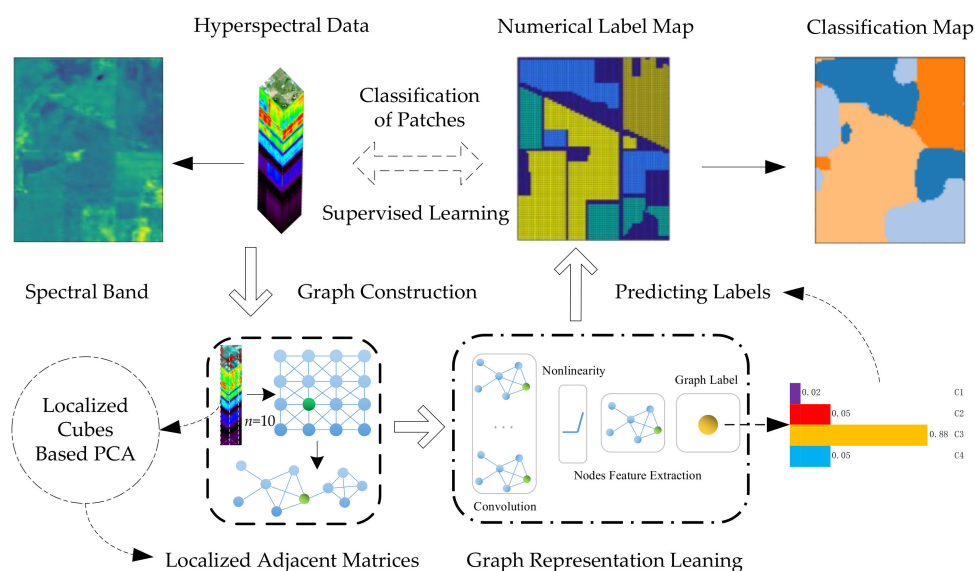 Hyperspectral Data
Numerical Label Map
Classification Map
Classification
of Patches
Supervised Learning
Spectral Band
Graph Construction
Predicting Labels
Localized
Cubes
Based PCA
n=10
Nonlinearity
Graph Label
...
Nodes Feature Extraction
Convolution
0.02
C1
0.05
C2
0.88
C3
0.05
C4
Localized Adjacent Matrices
Graph Representation Leaning